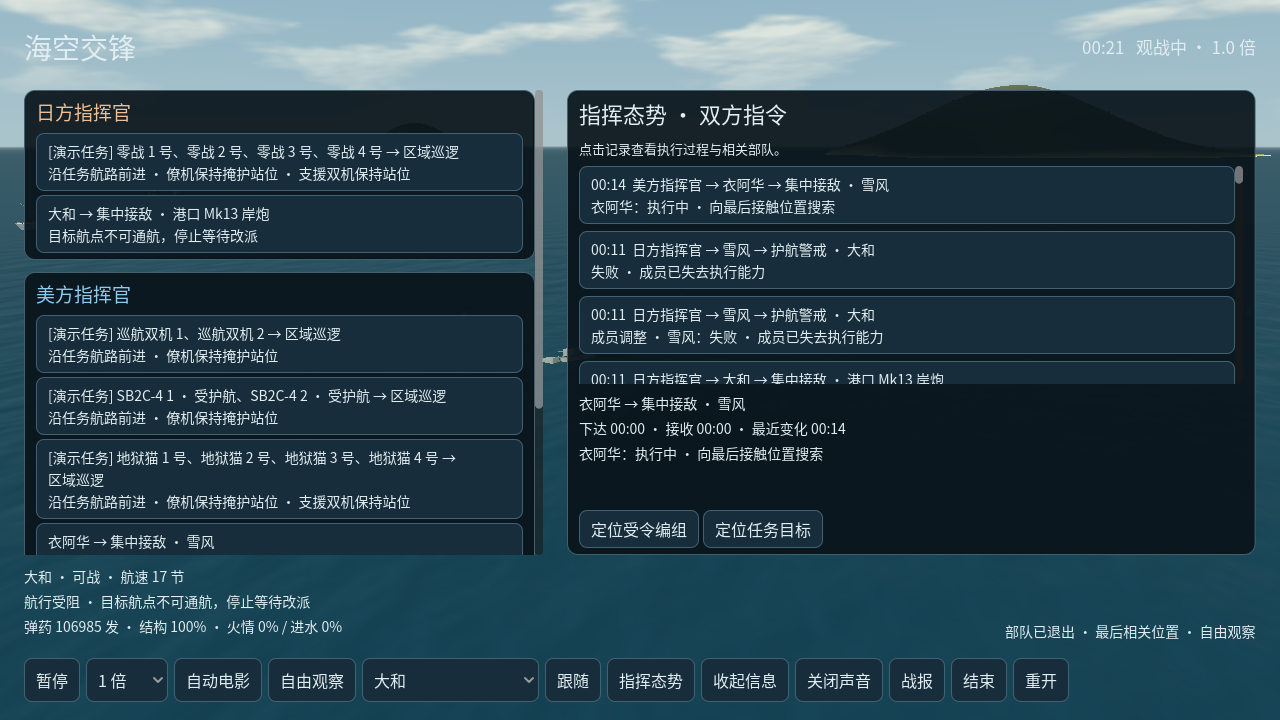 海空交锋
00:21 观战中 · 1.0 倍
日方指挥官
[演示任务] 零战 1 号、零战 2 号、零战 3 号、零战 4 号 → 区域巡逻
沿任务航路前进 · 僚机保持掩护站位 · 支援双机保持站位
大和 → 集中接敌 · 港口 Mk13 岸炮
目标航点不可通航，停止等待改派
美方指挥官
[演示任务] 巡航双机 1、巡航双机 2 → 区域巡逻
沿任务航路前进 · 僚机保持掩护站位
[演示任务] SB2C-4 1 · 受护航、SB2C-4 2 · 受护航 → 区域巡逻
沿任务航路前进 · 僚机保持掩护站位
[演示任务] 地狱猫 1 号、地狱猫 2 号、地狱猫 3 号、地狱猫 4 号 →
区域巡逻
沿任务航路前进 · 僚机保持掩护站位 · 支援双机保持站位
衣阿华 → 集中接敌 · 雪风
指挥态势 · 双方指令
点击记录查看执行过程与相关部队。
00:14 美方指挥官 → 衣阿华 → 集中接敌 · 雪风
衣阿华：执行中 · 向最后接触位置搜索
00:11 日方指挥官 → 雪风 → 护航警戒 · 大和
失败 · 成员已失去执行能力
00:11 日方指挥官 → 雪风 → 护航警戒 · 大和
成员调整 · 雪风：失败 · 成员已失去执行能力
00:11 日方指挥官 → 大和 → 集中接敌 · 港口 Mk13 岸炮
衣阿华 → 集中接敌 · 雪风
下达 00:00 · 接收 00:00 · 最近变化 00:14
衣阿华：执行中 · 向最后接触位置搜索
定位受令编组 定位任务目标
大和 · 可战 · 航速 17 节
航行受阻 · 目标航点不可通航，停止等待改派
弹药 106985 发 · 结构 100% · 火情 0% / 进水 0%
部队已退出 · 最后相关位置 · 自由观察
暂停 1 倍 自动电影 自由观察 大和 跟随 指挥态势 收起信息 关闭声音 战报 结束 重开